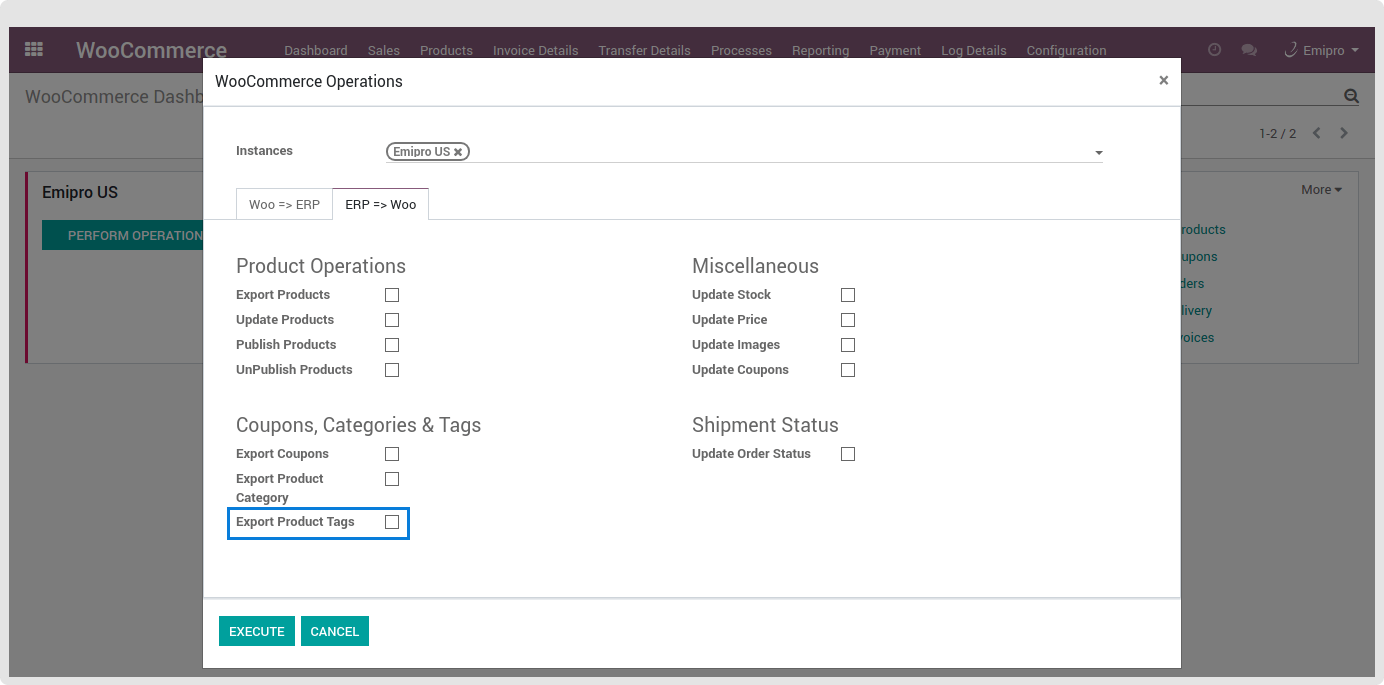 WooCommerce Dashboard Sales Products Invoice Details Transfer Details Processes Reporting Payment Log Details Configuration Emipro
WooCommerce Dashb
1-2 / 2
WooCommerce Operations ×
Instances Emipro US ×
Woo => ERP ERP => Woo
Product Operations
Export Products
Update Products
Publish Products
UnPublish Products
Miscellaneous
Update Stock
Update Price
Update Images
Update Coupons
Coupons, Categories & Tags
Export Coupons
Export Product
Category
Export Product Tags
Shipment Status
Update Order Status
EXECUTE CANCEL
Emipro US
PERFORM OPERATION
More
roducts
upons
ders
livery
voices